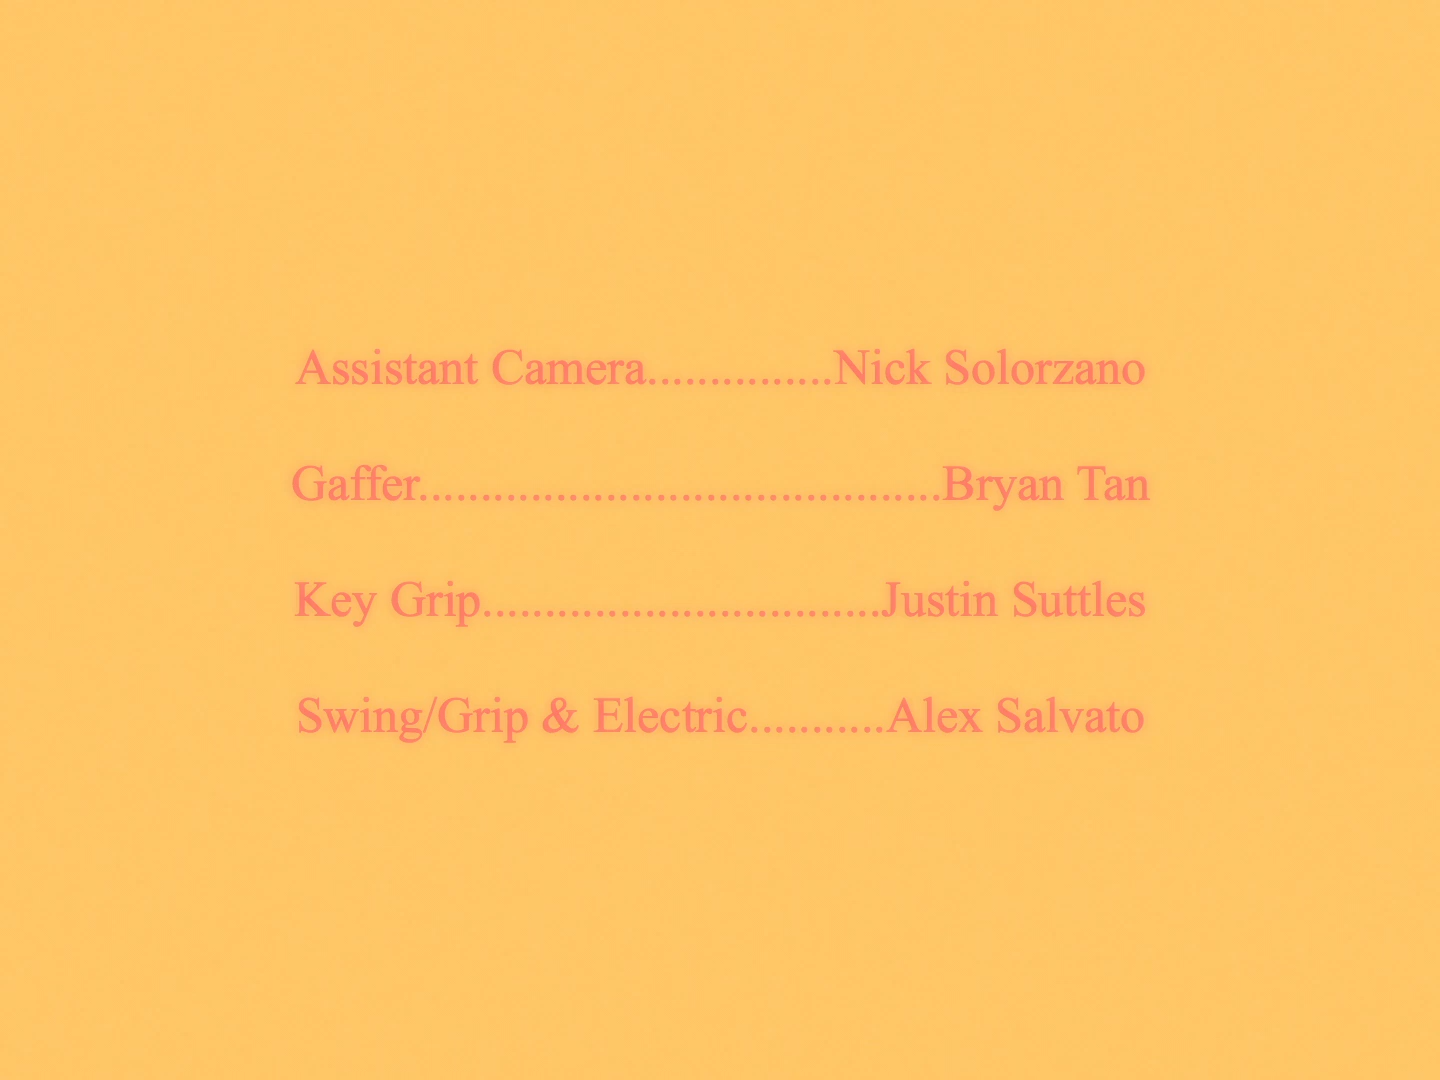 Assistant Camera...............Nick Solorzano
Gaffer..........................................Bryan Tan
Key Grip................................Justin Suttles
Swing/Grip & Electric...........Alex Salvato